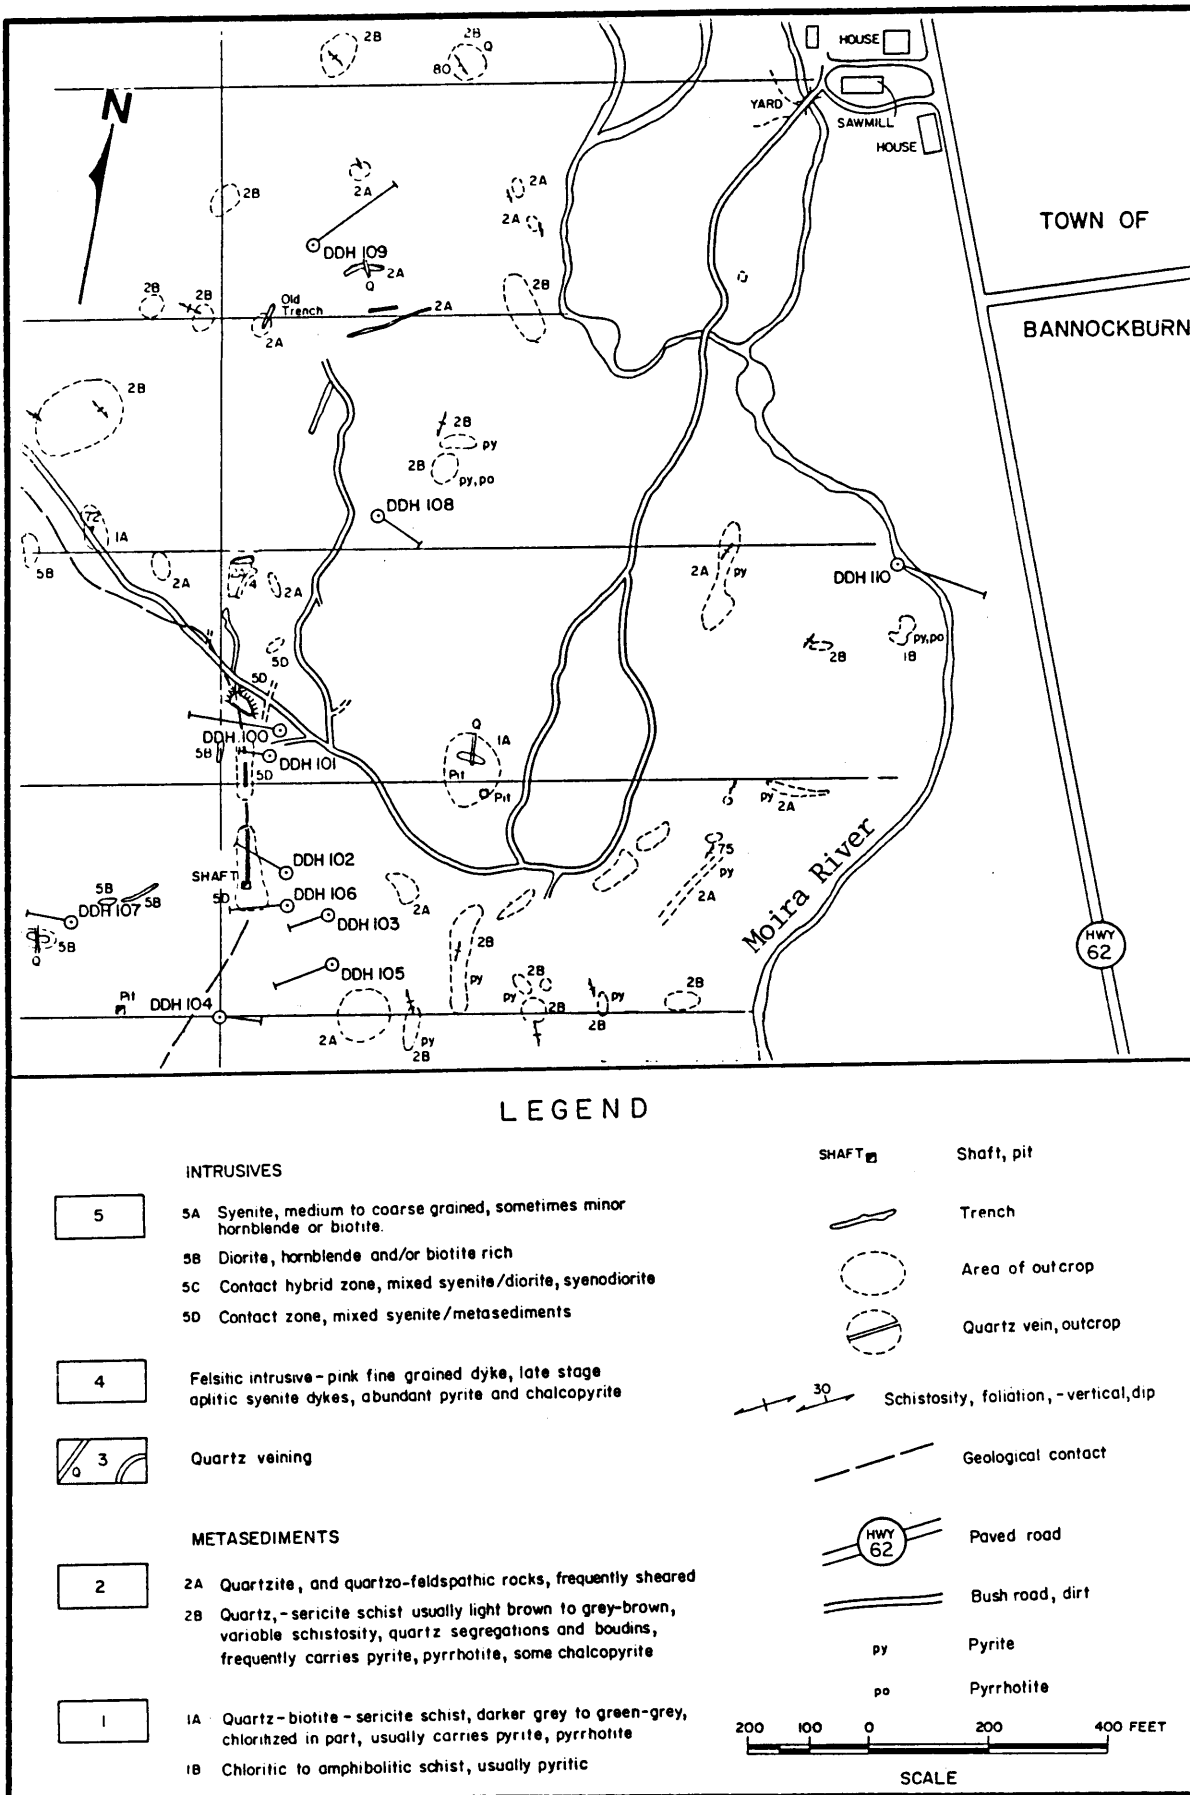 2B
2B
Q
80
HOUSE
YARD
SAWMILL
HOUSE
N
2B
2A
2A
2A
TOWN OF
DDH 109
2A
Q
2B
2B
2B
Old
Trench
2A
2A
BANNOCKBURN
2B
2B
py
2B
py,po
DDH 108
72
1A
5B
2A
4
2A
2A
py
DDH 110
5D
2B
py,po
1B
5D
DDH 100
5B
DDH 101
5D
Q
1A
Pit
Pit
py
2A
Moira River
DDH 102
SHAFT
5D
DDH 106
DDH 103
5B
5B
DDH 107
5B
Q
2A
75
py
2A
HWY
62
2B
py
DDH 105
Pit
DDH 104
2A
py
2B
2B
py
2B
py
2B
2B
LEGEND
INTRUSIVES
5
5A Syenite, medium to coarse grained, sometimes minor
hornblende or biotite.
5B Diorite, hornblende and/or biotite rich
5C Contact hybrid zone, mixed syenite/diorite, syenodiorite
5D Contact zone, mixed syenite/metasediments
4
Felsitic intrusive - pink fine grained dyke, late stage
aplitic syenite dykes, abundant pyrite and chalcopyrite
3
Q
Quartz veining
METASEDIMENTS
2
2A Quartzite, and quartzo-feldspathic rocks, frequently sheared
2B Quartz,-sericite schist usually light brown to grey-brown,
variable schistosity, quartz segregations and boudins,
frequently carries pyrite, pyrrhotite, some chalcopyrite
1
1A Quartz-biotite-sericite schist, darker grey to green-grey,
chloritized in part, usually carries pyrite, pyrrhotite
1B Chloritic to amphibolitic schist, usually pyritic
SHAFT Shaft, pit
Trench
Area of outcrop
Quartz vein, outcrop
30
Schistosity, foliation, -vertical, dip
Geological contact
HWY
62
Paved road
Bush road, dirt
py Pyrite
po Pyrrhotite
200 100 0 200 400 FEET
SCALE